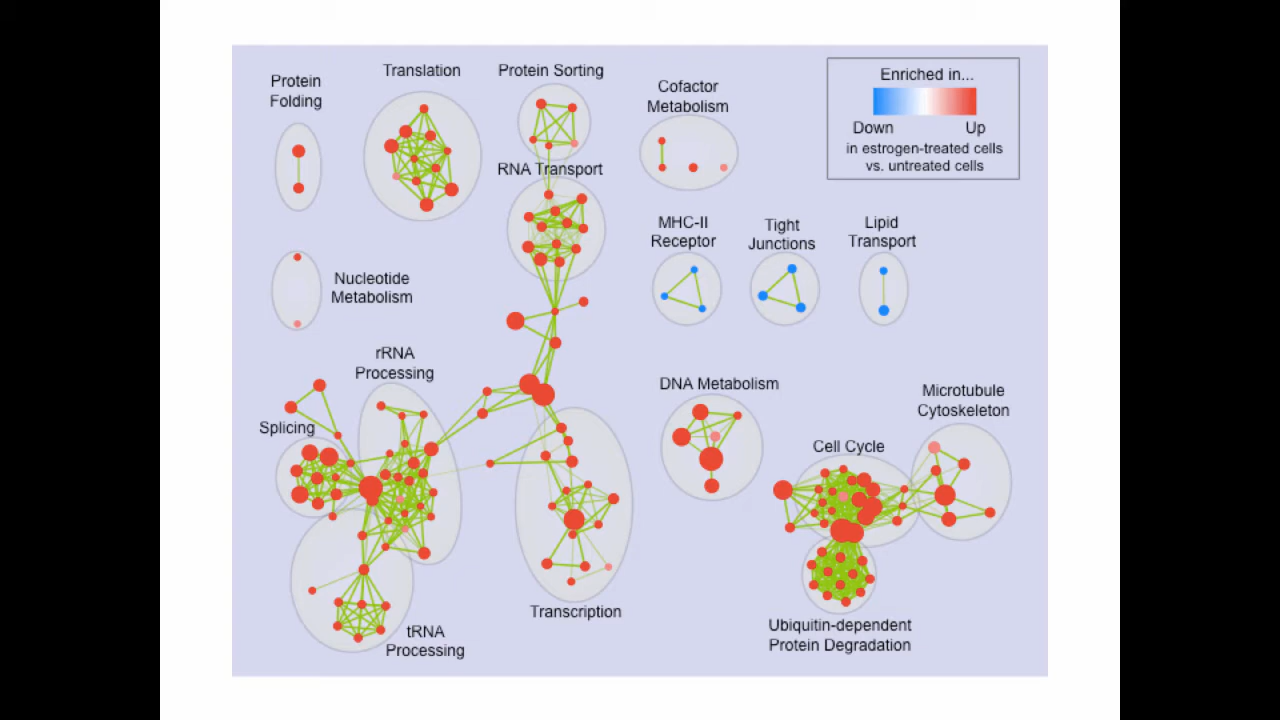 Protein
Folding
Translation
Protein Sorting
Cofactor
Metabolism
Enriched in...
Down
Up
in estrogen-treated cells
vs. untreated cells
RNA Transport
MHC-II
Receptor
Tight
Junctions
Lipid
Transport
Nucleotide
Metabolism
rRNA
Processing
Splicing
DNA Metabolism
Microtubule
Cytoskeleton
Cell Cycle
Transcription
tRNA
Processing
Ubiquitin-dependent
Protein Degradation